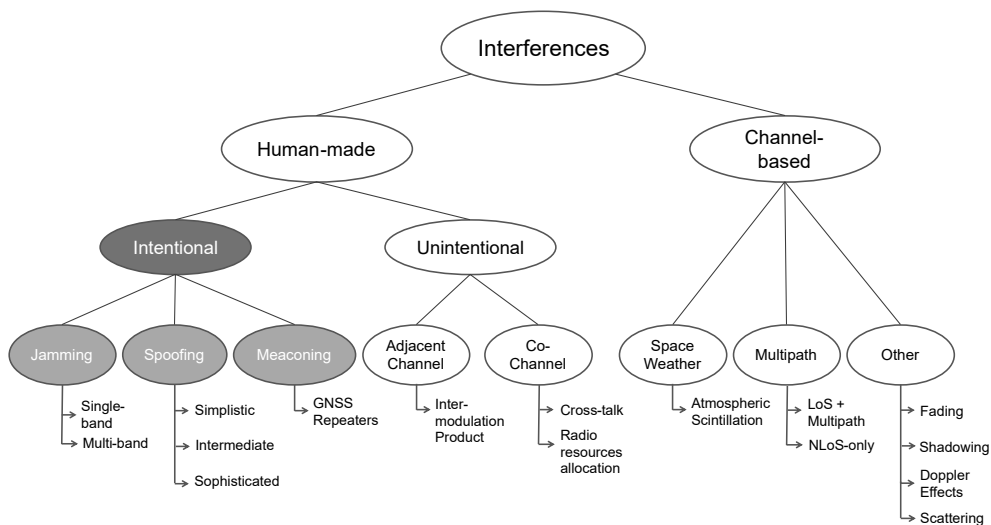 Interferences
Human-made
Channel-
based
Intentional
Unintentional
Jamming
Spoofing
Meaconing
Adjacent
Channel
Co-
Channel
Space
Weather
Multipath
Other
Single-
band
Multi-band
Simplistic
Intermediate
Sophisticated
GNSS
Repeaters
Inter-
modulation
Product
Cross-talk
Radio
resources
allocation
Atmospheric
Scintillation
LoS +
Multipath
NLoS-only
Fading
Shadowing
Doppler
Effects
Scattering